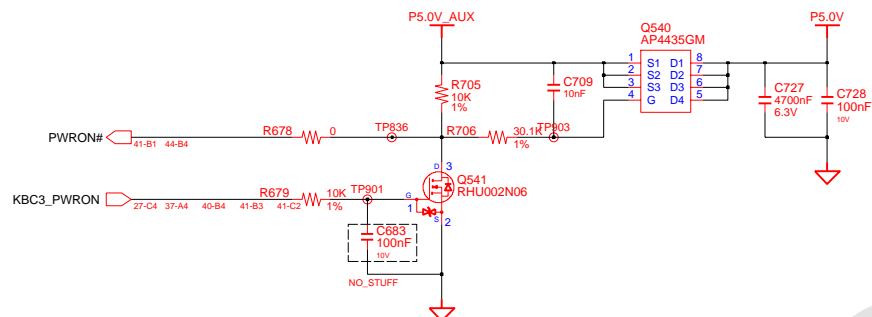 P5.0V_AUX
P5.0V
Q540
AP4435GM
1 S1 D1 8
2 S2 D2 7
3 S3 D3 6
4 G D4 5
R705
10K
1%
C709
10nF
C727
4700nF
6.3V
C728
100nF
10V
PWRON#
41-B1 44-B4
R678 0
TP836
R706 30.1K
1%
TP903
D 3
Q541
RHU002N06
G
1
S
2
KBC3_PWRON
27-C4 37-A4 40-B4 41-B3 41-C2
R679 10K
1%
TP901
C683
100nF
10V
NO_STUFF